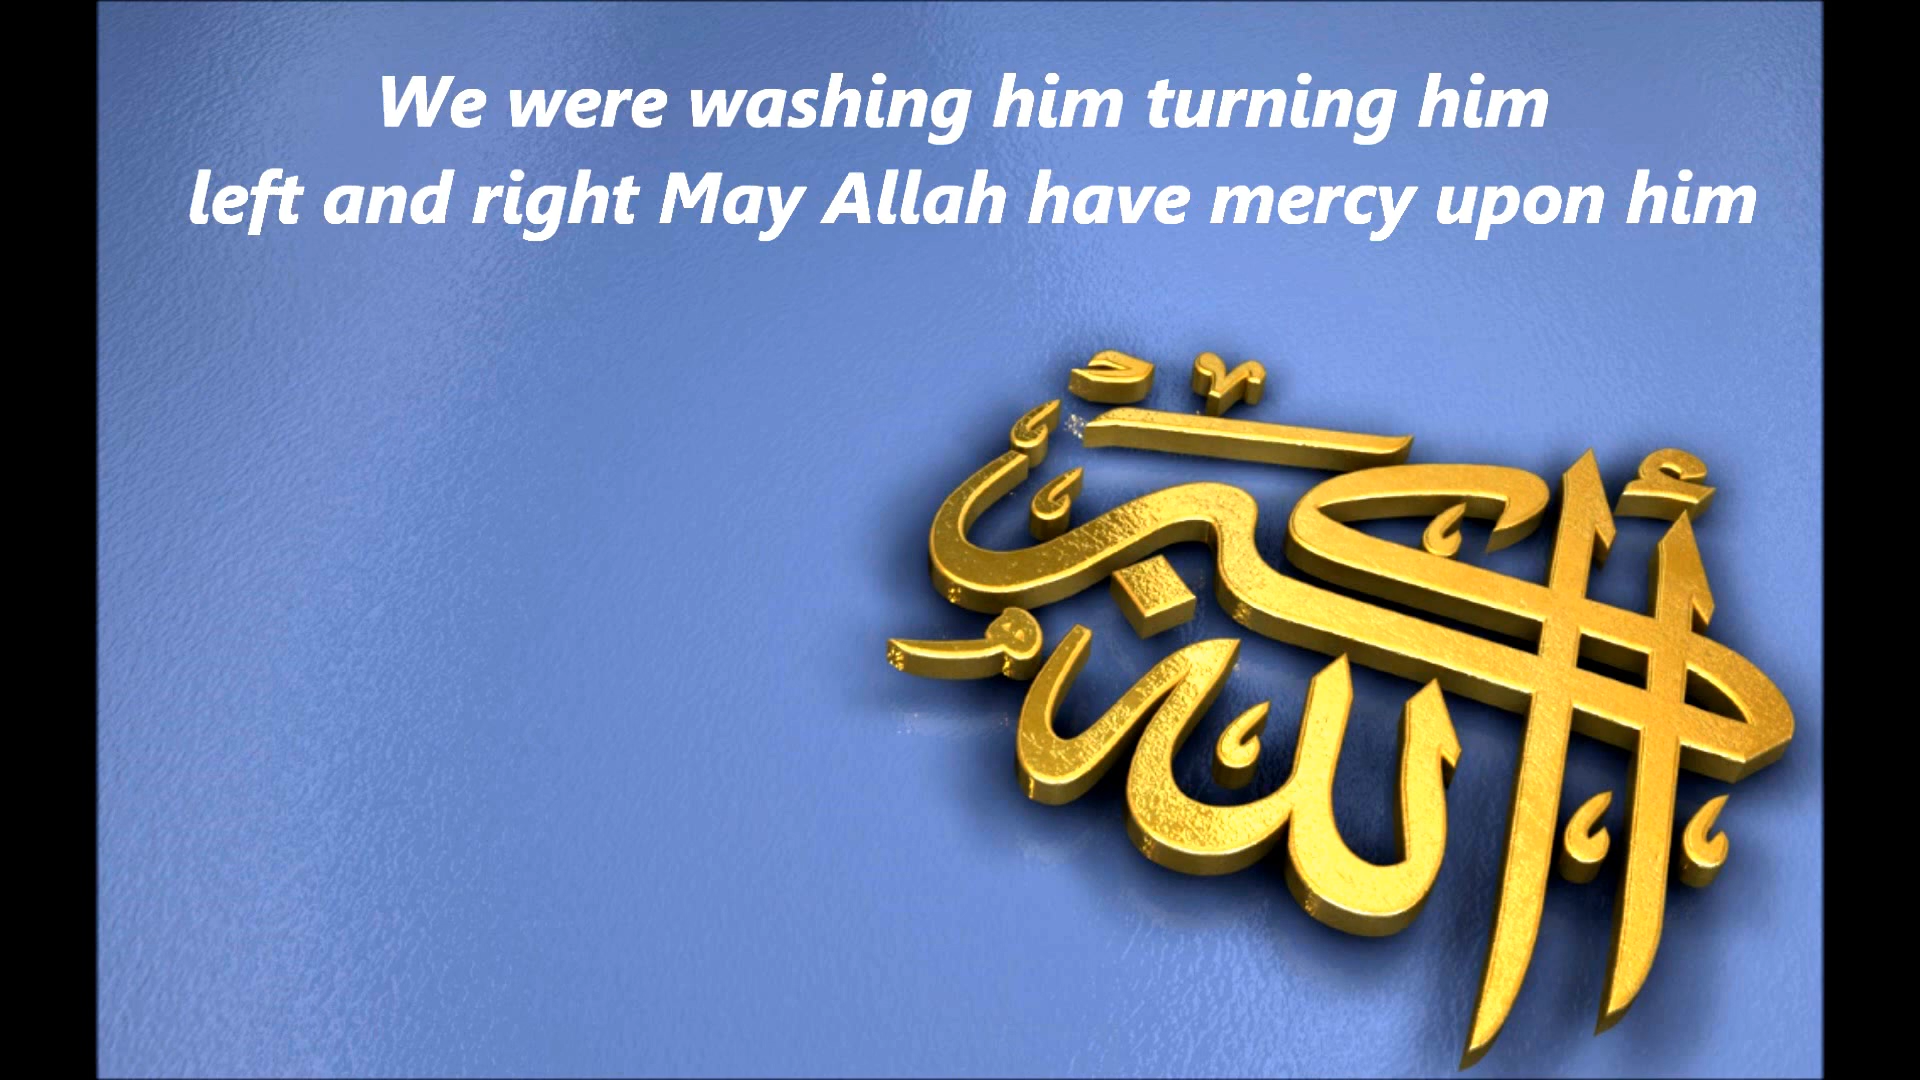 We were washing him turning him
left and right May Allah have mercy upon him
الله أكبر